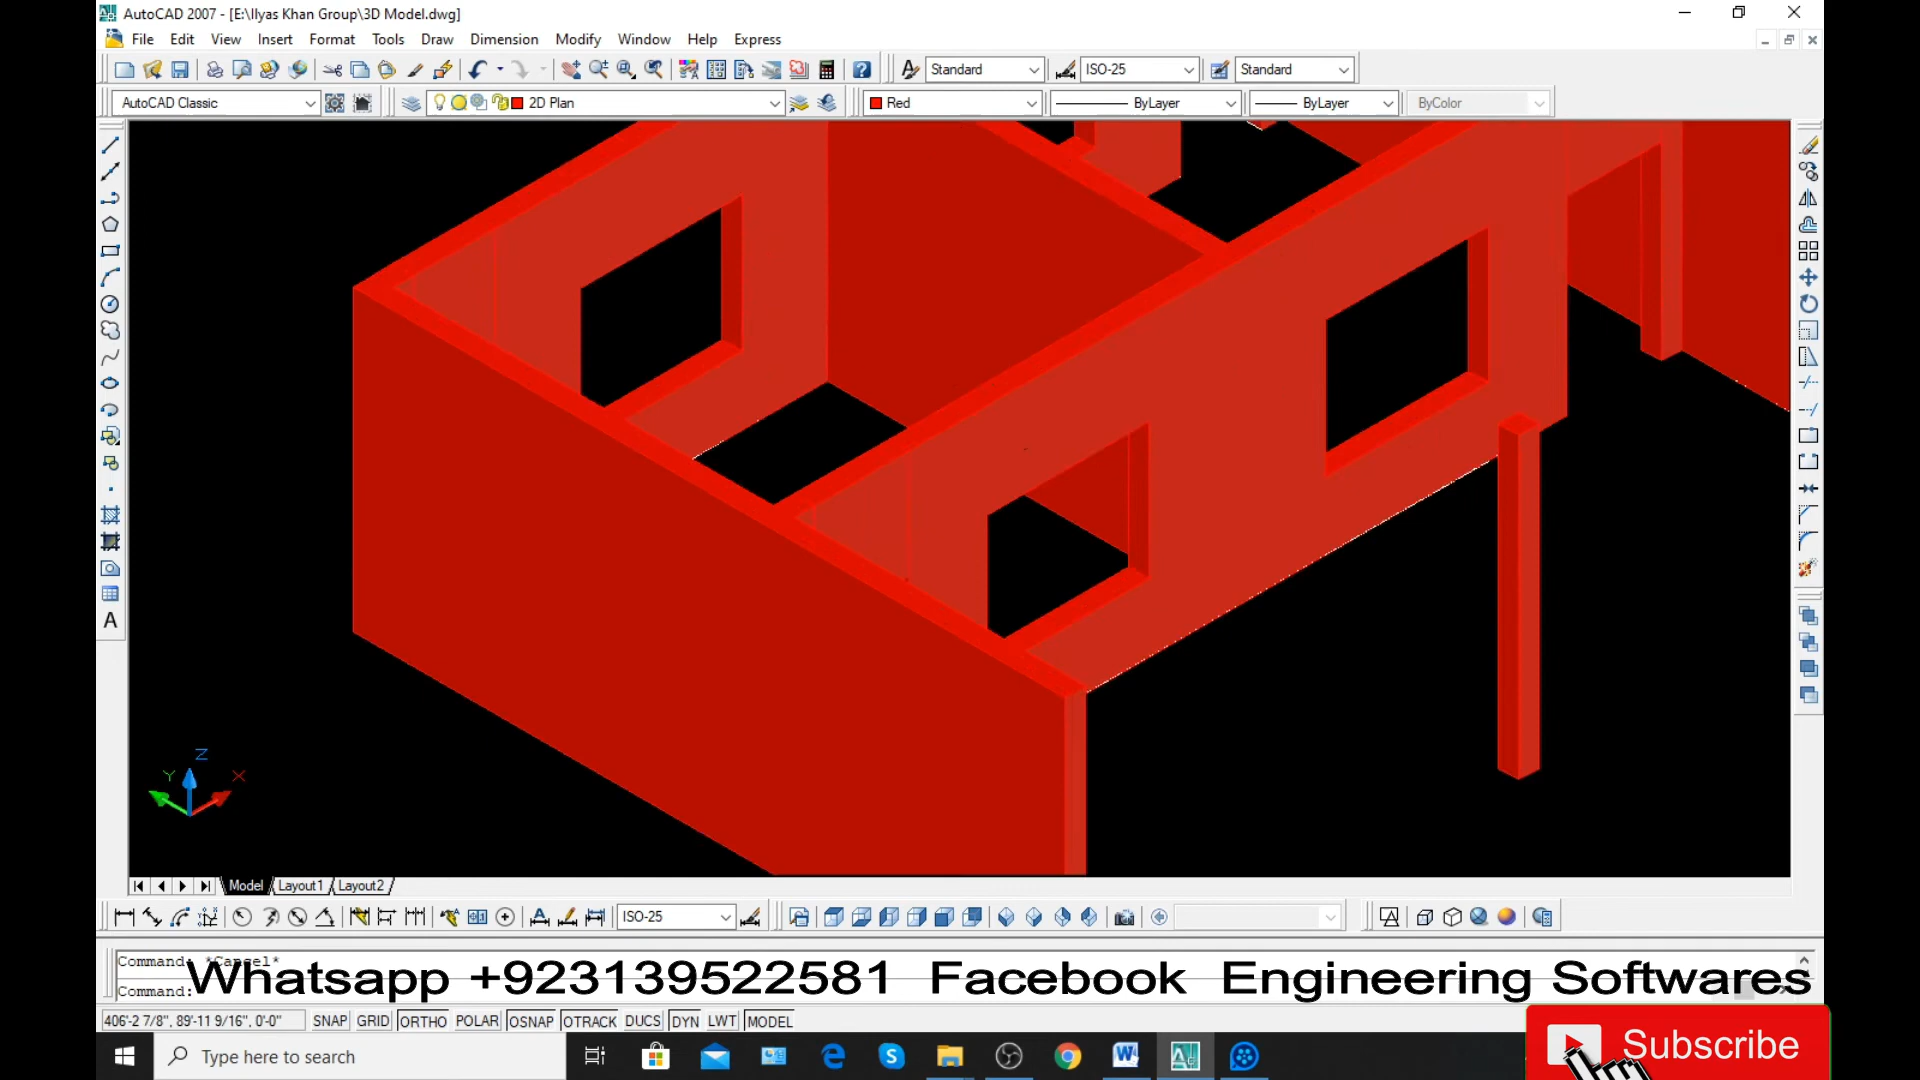 AutoCAD 2007 - [E:\Ilyas Khan Group\3D Model.dwg]
File Edit View Insert Format Tools Draw Dimension Modify Window Help Express
Standard ISO-25 Standard
AutoCAD Classic 2D Plan Red ByLayer ByLayer ByColor
A
Z
Y X
Model Layout1 Layout2
ISO-25
Command: *Cancel*
Whatsapp +923139522581 Facebook Engineering Softwares
Command:
406'-2 7/8", 89'-11 9/16", 0'-0" SNAP GRID ORTHO POLAR OSNAP OTRACK DUCS DYN LWT MODEL
Type here to search
Subscribe